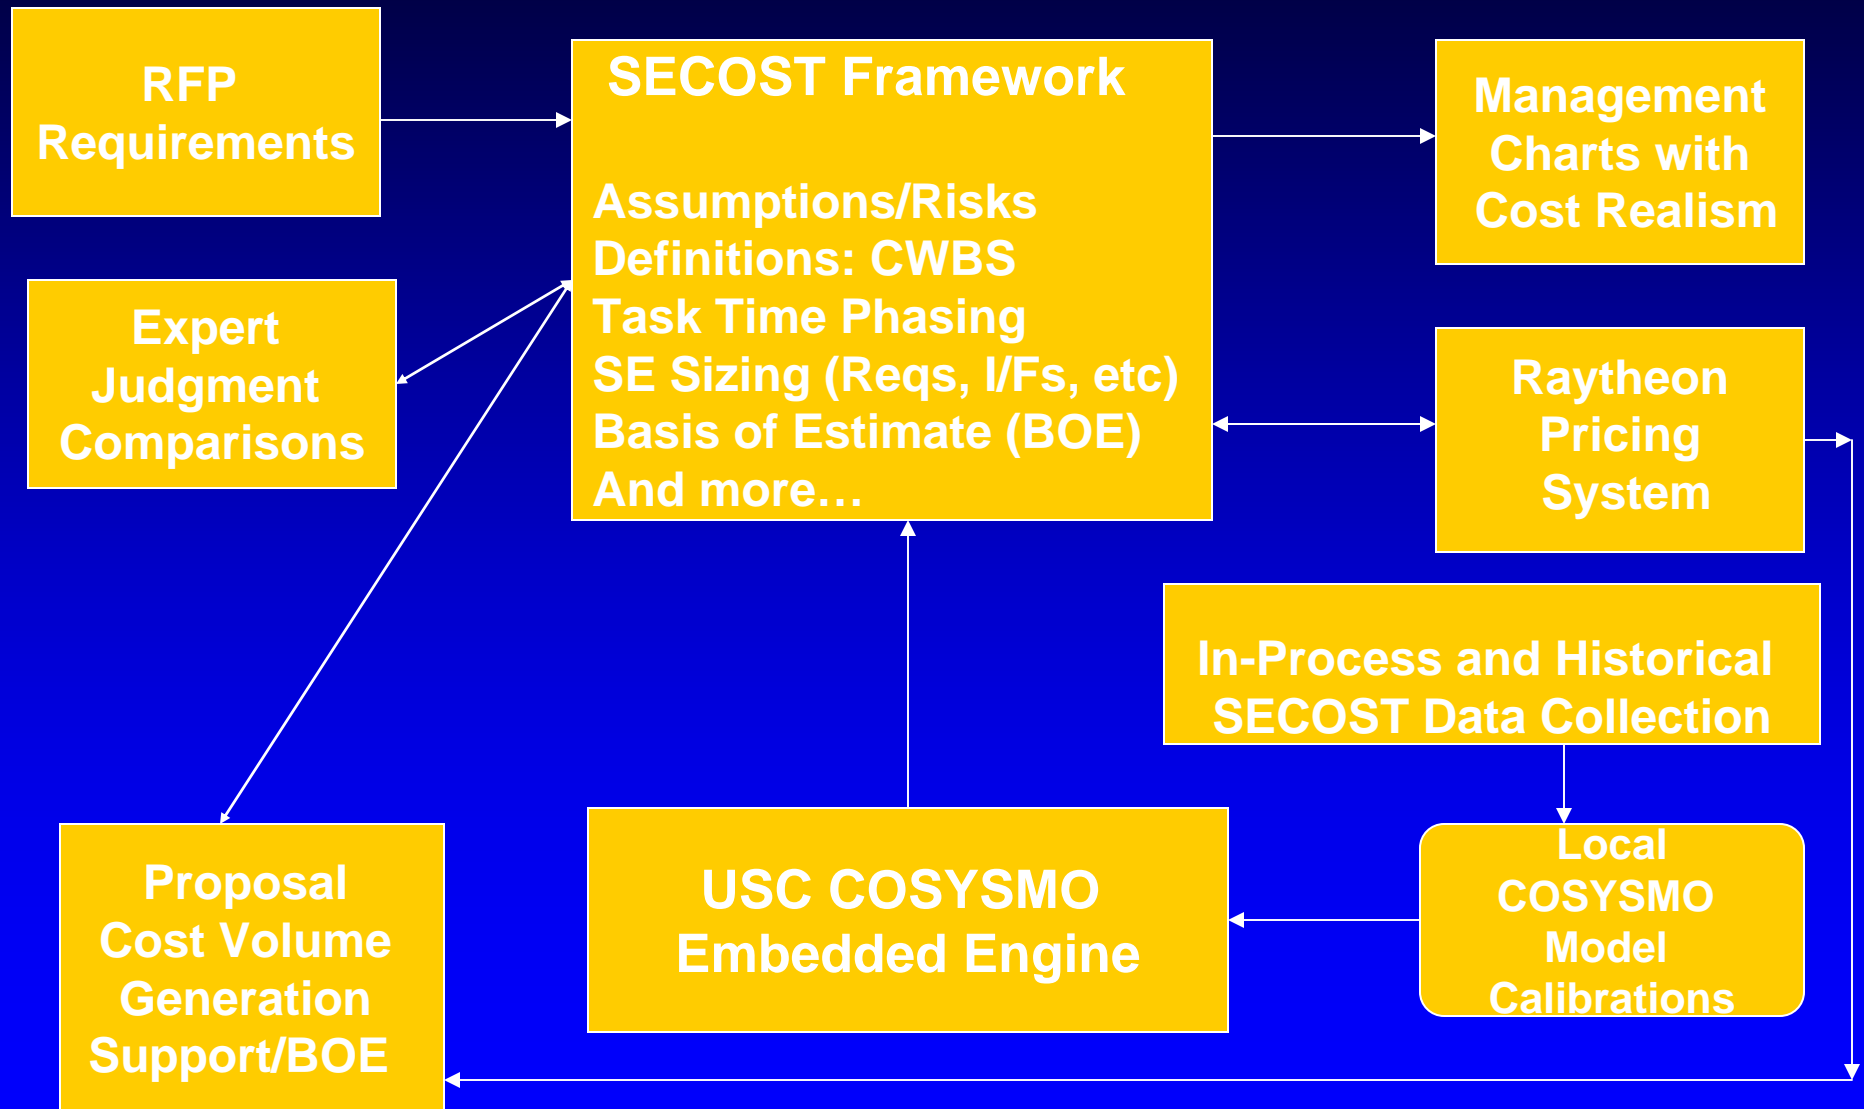 RFP
Requirements
SECOST Framework
Assumptions/Risks
Definitions: CWBS
Task Time Phasing
SE Sizing (Reqs, I/Fs, etc)
Basis of Estimate (BOE)
And more…
Management
Charts with
Cost Realism
Expert
Judgment
Comparisons
Raytheon
Pricing
System
In-Process and Historical
SECOST Data Collection
Proposal
Cost Volume
Generation
Support/BOE
USC COSYSMO
Embedded Engine
Local
COSYSMO
Model
Calibrations